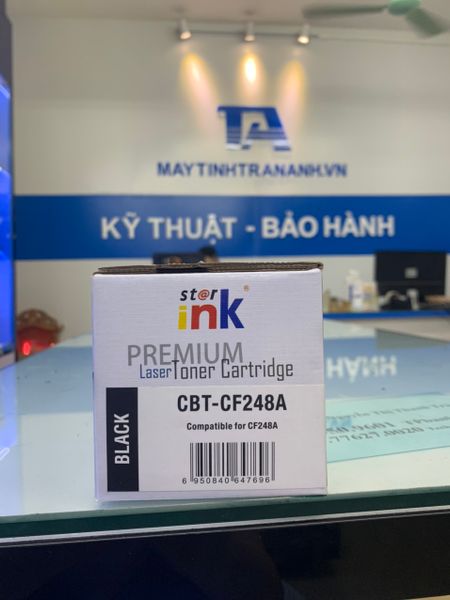 TA
MAYTINHTRANANH.VN
KỸ THUẬT - BẢO HÀNH
st@r
ink ®
PREMIUM
Laser Toner Cartridge
BLACK
CBT-CF248A
Compatible for CF248A
6 950840 647696